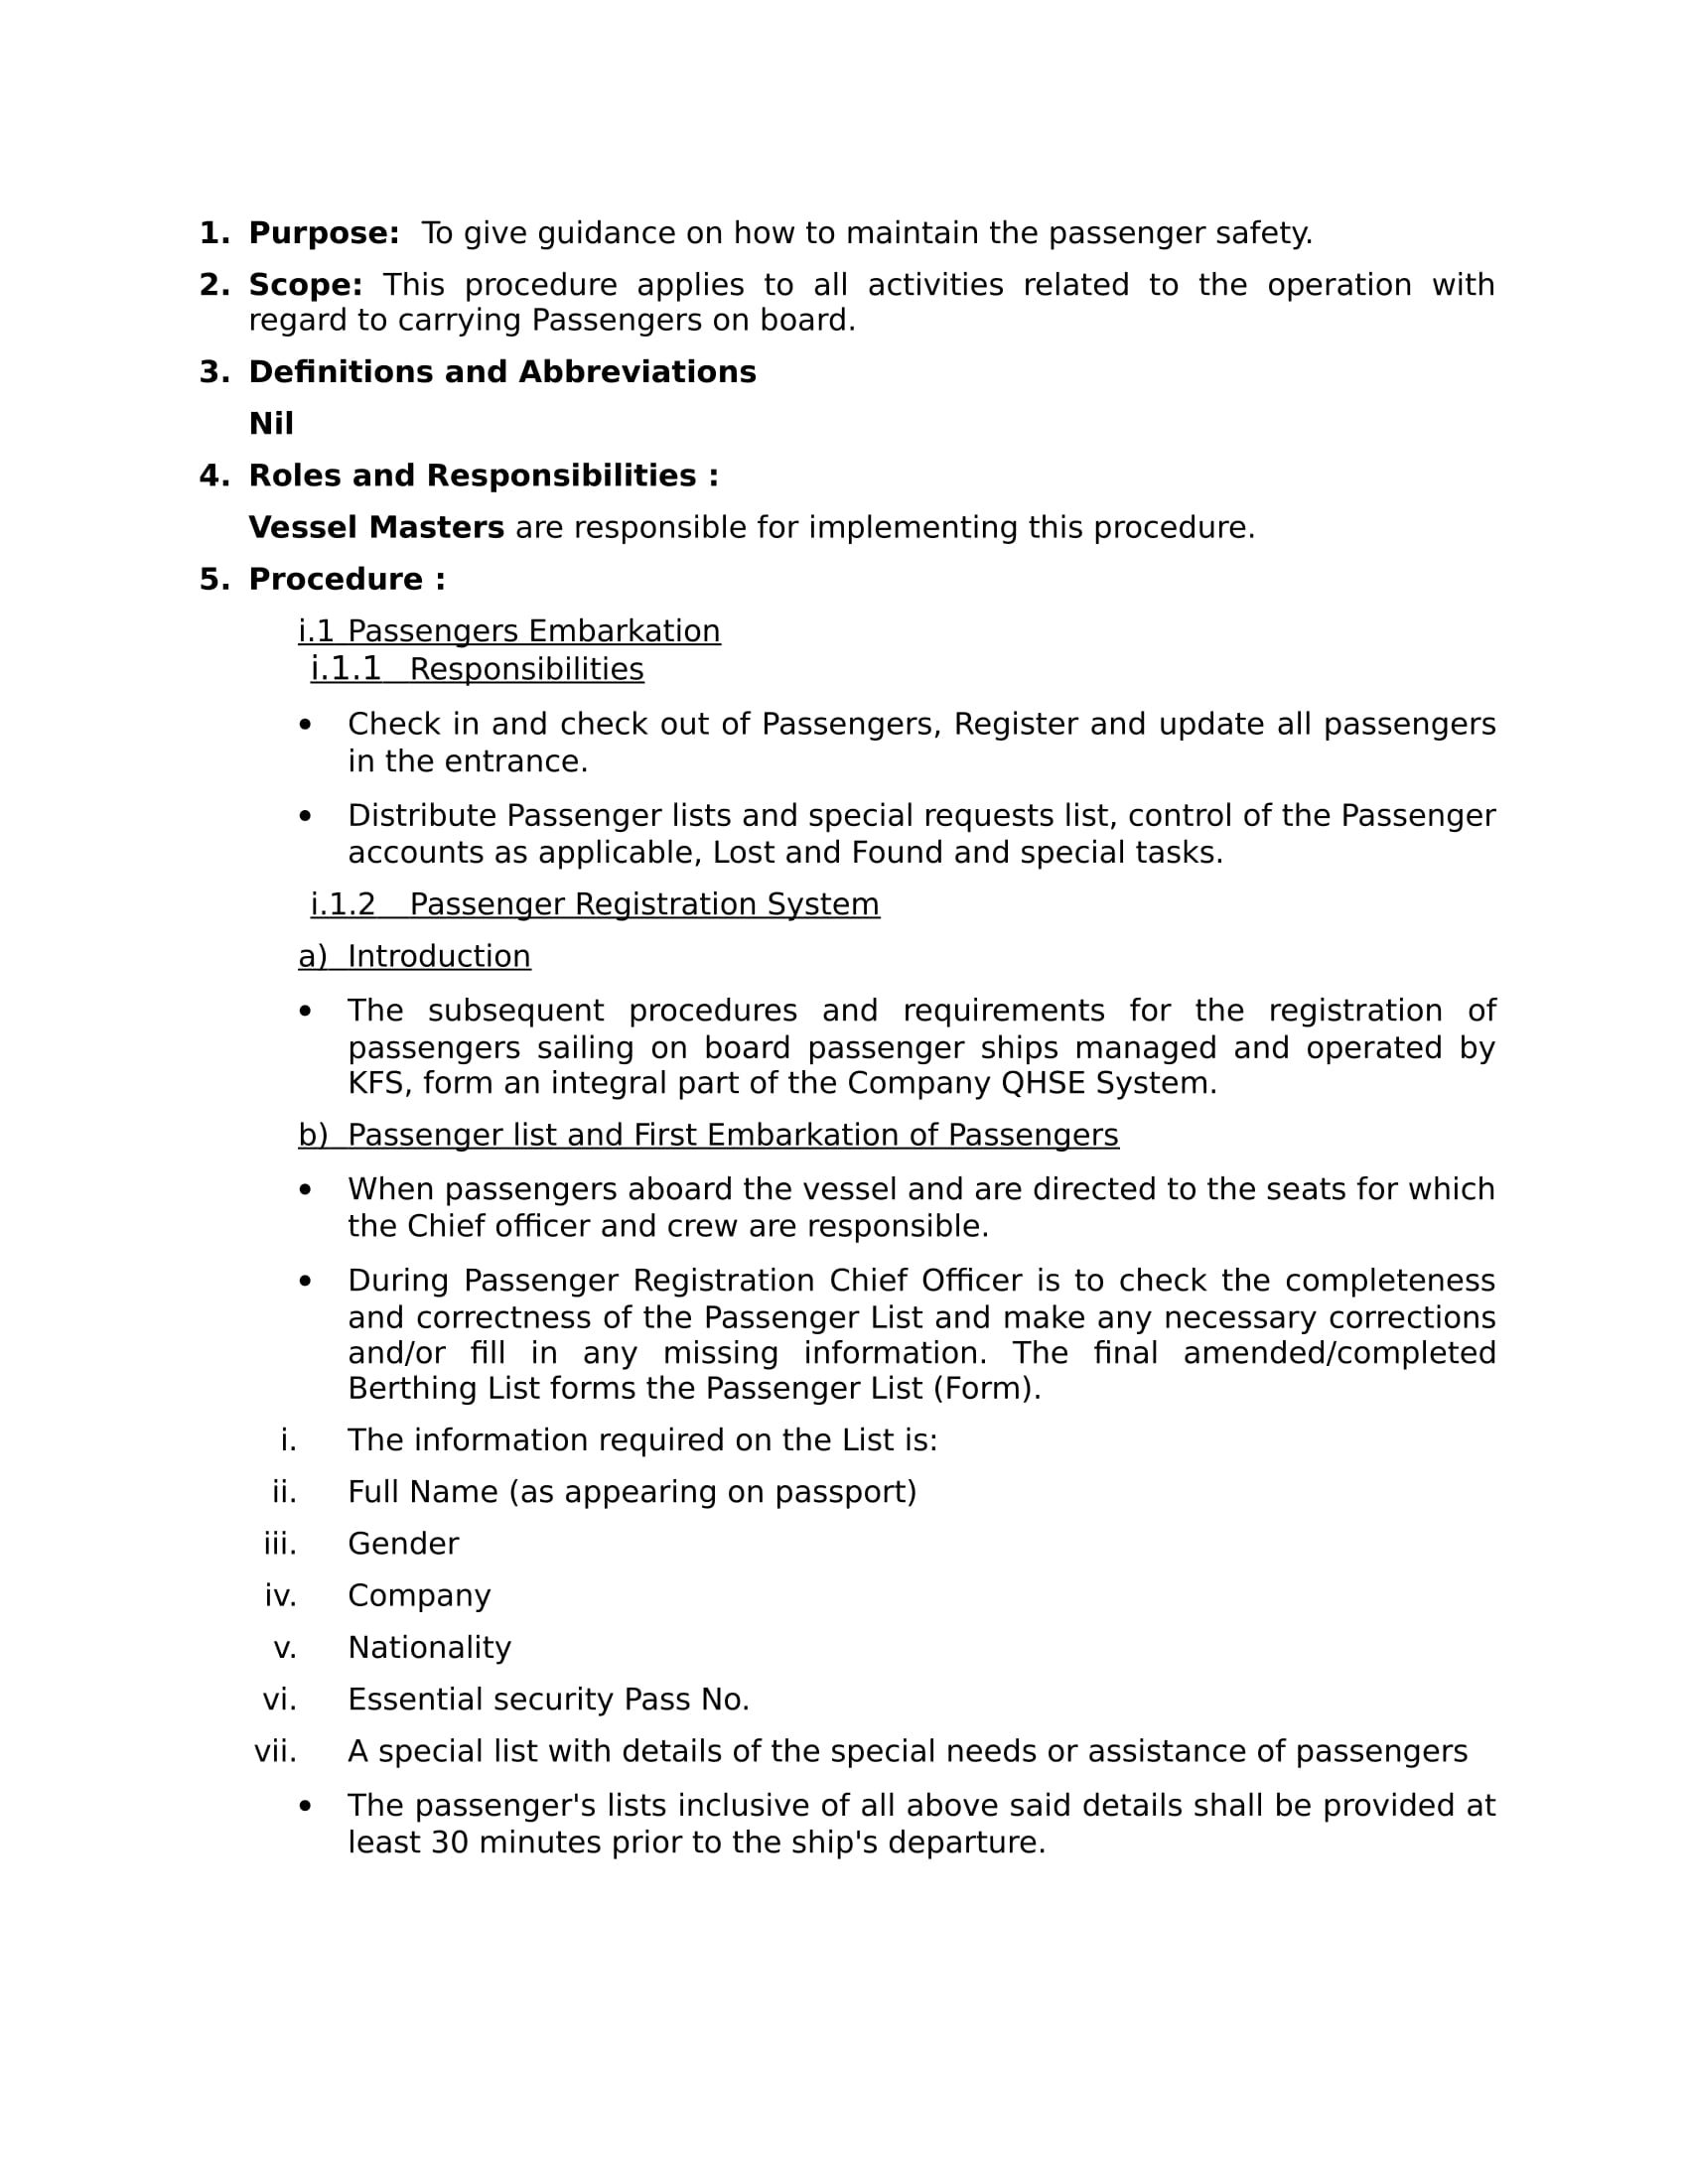 1. Purpose: To give guidance on how to maintain the passenger safety.
2. Scope: This procedure applies to all activities related to the operation with
regard to carrying Passengers on board.
3. Definitions and Abbreviations
Nil
4. Roles and Responsibilities :
Vessel Masters are responsible for implementing this procedure.
5. Procedure :
i.1 Passengers Embarkation
i.1.1 Responsibilities
• Check in and check out of Passengers, Register and update all passengers
in the entrance.
• Distribute Passenger lists and special requests list, control of the Passenger
accounts as applicable, Lost and Found and special tasks.
i.1.2 Passenger Registration System
a) Introduction
• The subsequent procedures and requirements for the registration of
passengers sailing on board passenger ships managed and operated by
KFS, form an integral part of the Company QHSE System.
b) Passenger list and First Embarkation of Passengers
• When passengers aboard the vessel and are directed to the seats for which
the Chief officer and crew are responsible.
• During Passenger Registration Chief Officer is to check the completeness
and correctness of the Passenger List and make any necessary corrections
and/or fill in any missing information. The final amended/completed
Berthing List forms the Passenger List (Form).
i. The information required on the List is:
ii. Full Name (as appearing on passport)
iii. Gender
iv. Company
v. Nationality
vi. Essential security Pass No.
vii. A special list with details of the special needs or assistance of passengers
• The passenger's lists inclusive of all above said details shall be provided at
least 30 minutes prior to the ship's departure.